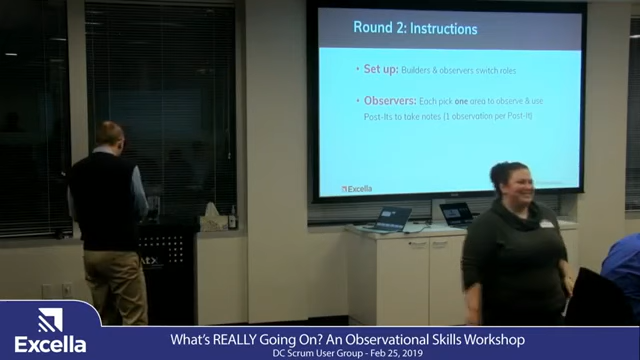 Round 2: Instructions
• Set up: Builders & observers switch roles
• Observers: Each pick one area to observe & use
Post-Its to take notes (1 observation per Post-It)
Excella
Excella
What's REALLY Going On? An Observational Skills Workshop
DC Scrum User Group - Feb 25, 2019